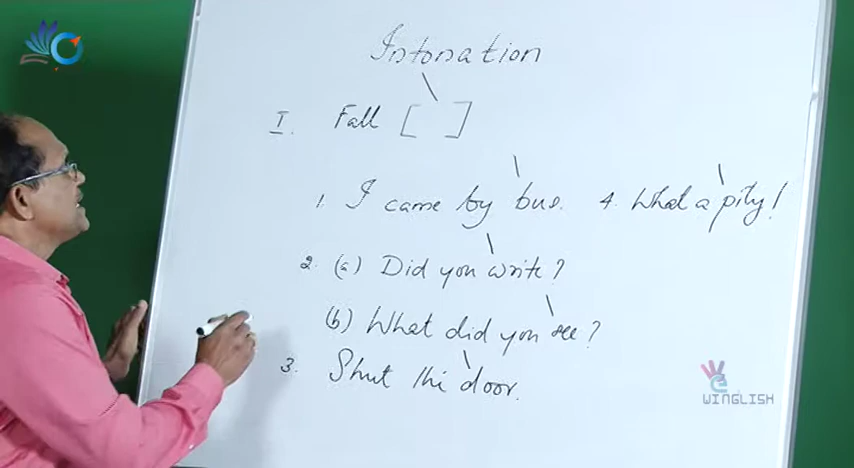 Intonation
I. Fall [ \ ]
1. I came by bus. 4. What a pity!
2. (a) Did you write?
(b) What did you see?
3. Shut the door.
WINGLISH